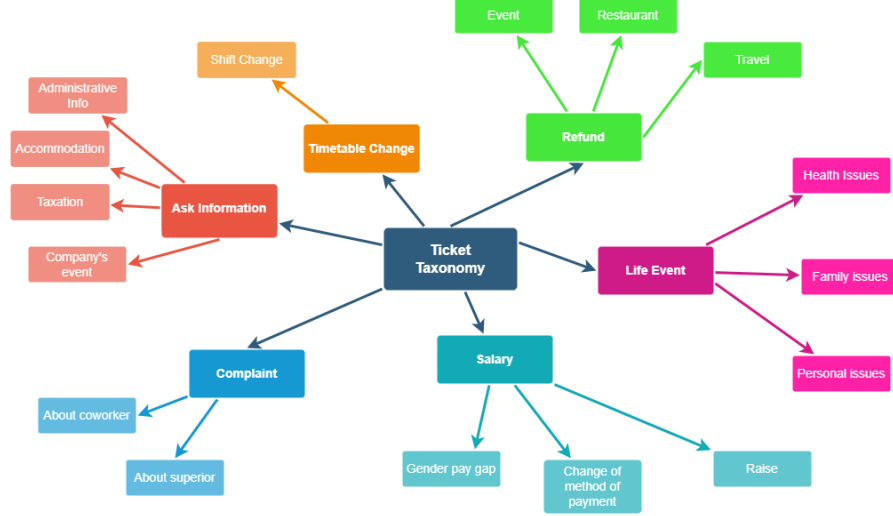 Event
Restaurant
Shift Change
Travel
Administrative
Info
Refund
Accommodation
Timetable Change
Health Issues
Taxation
Ask Information
Ticket
Taxonomy
Company's
event
Life Event
Family issues
Salary
Complaint
Personal issues
About coworker
Gender pay gap
Change of
method of
payment
Raise
About superior